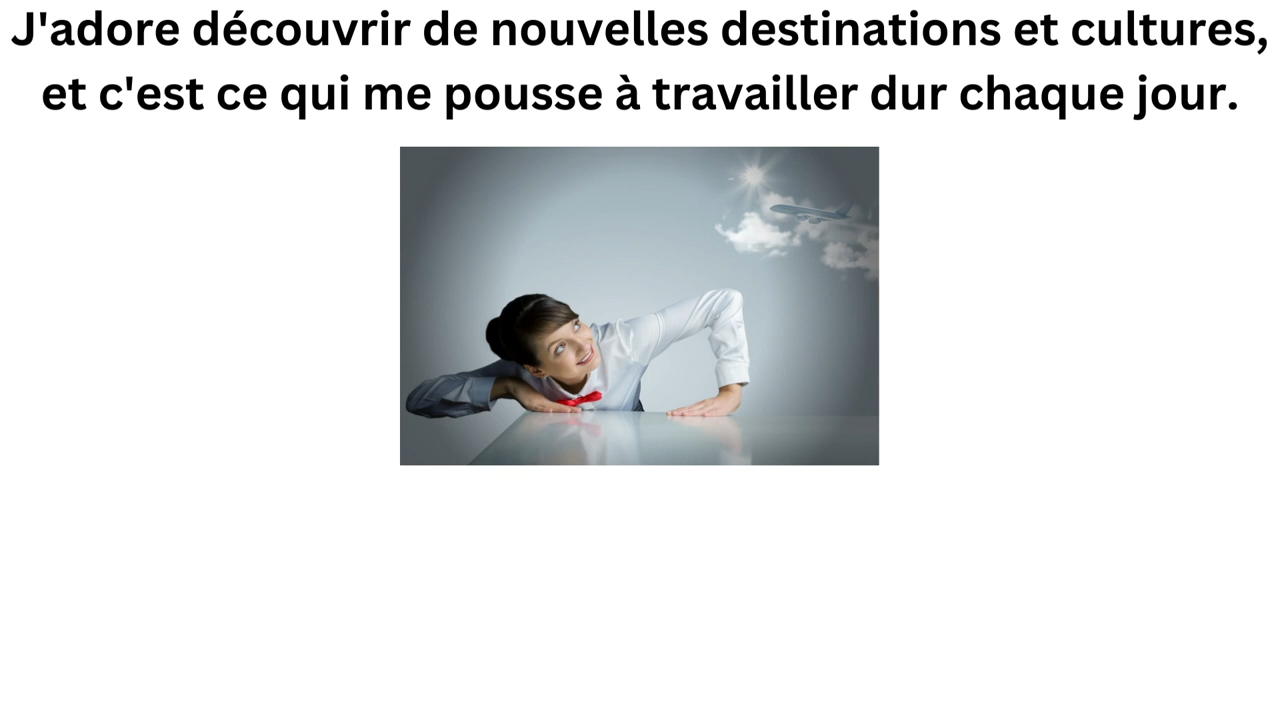 J'adore découvrir de nouvelles destinations et cultures,
et c'est ce qui me pousse à travailler dur chaque jour.